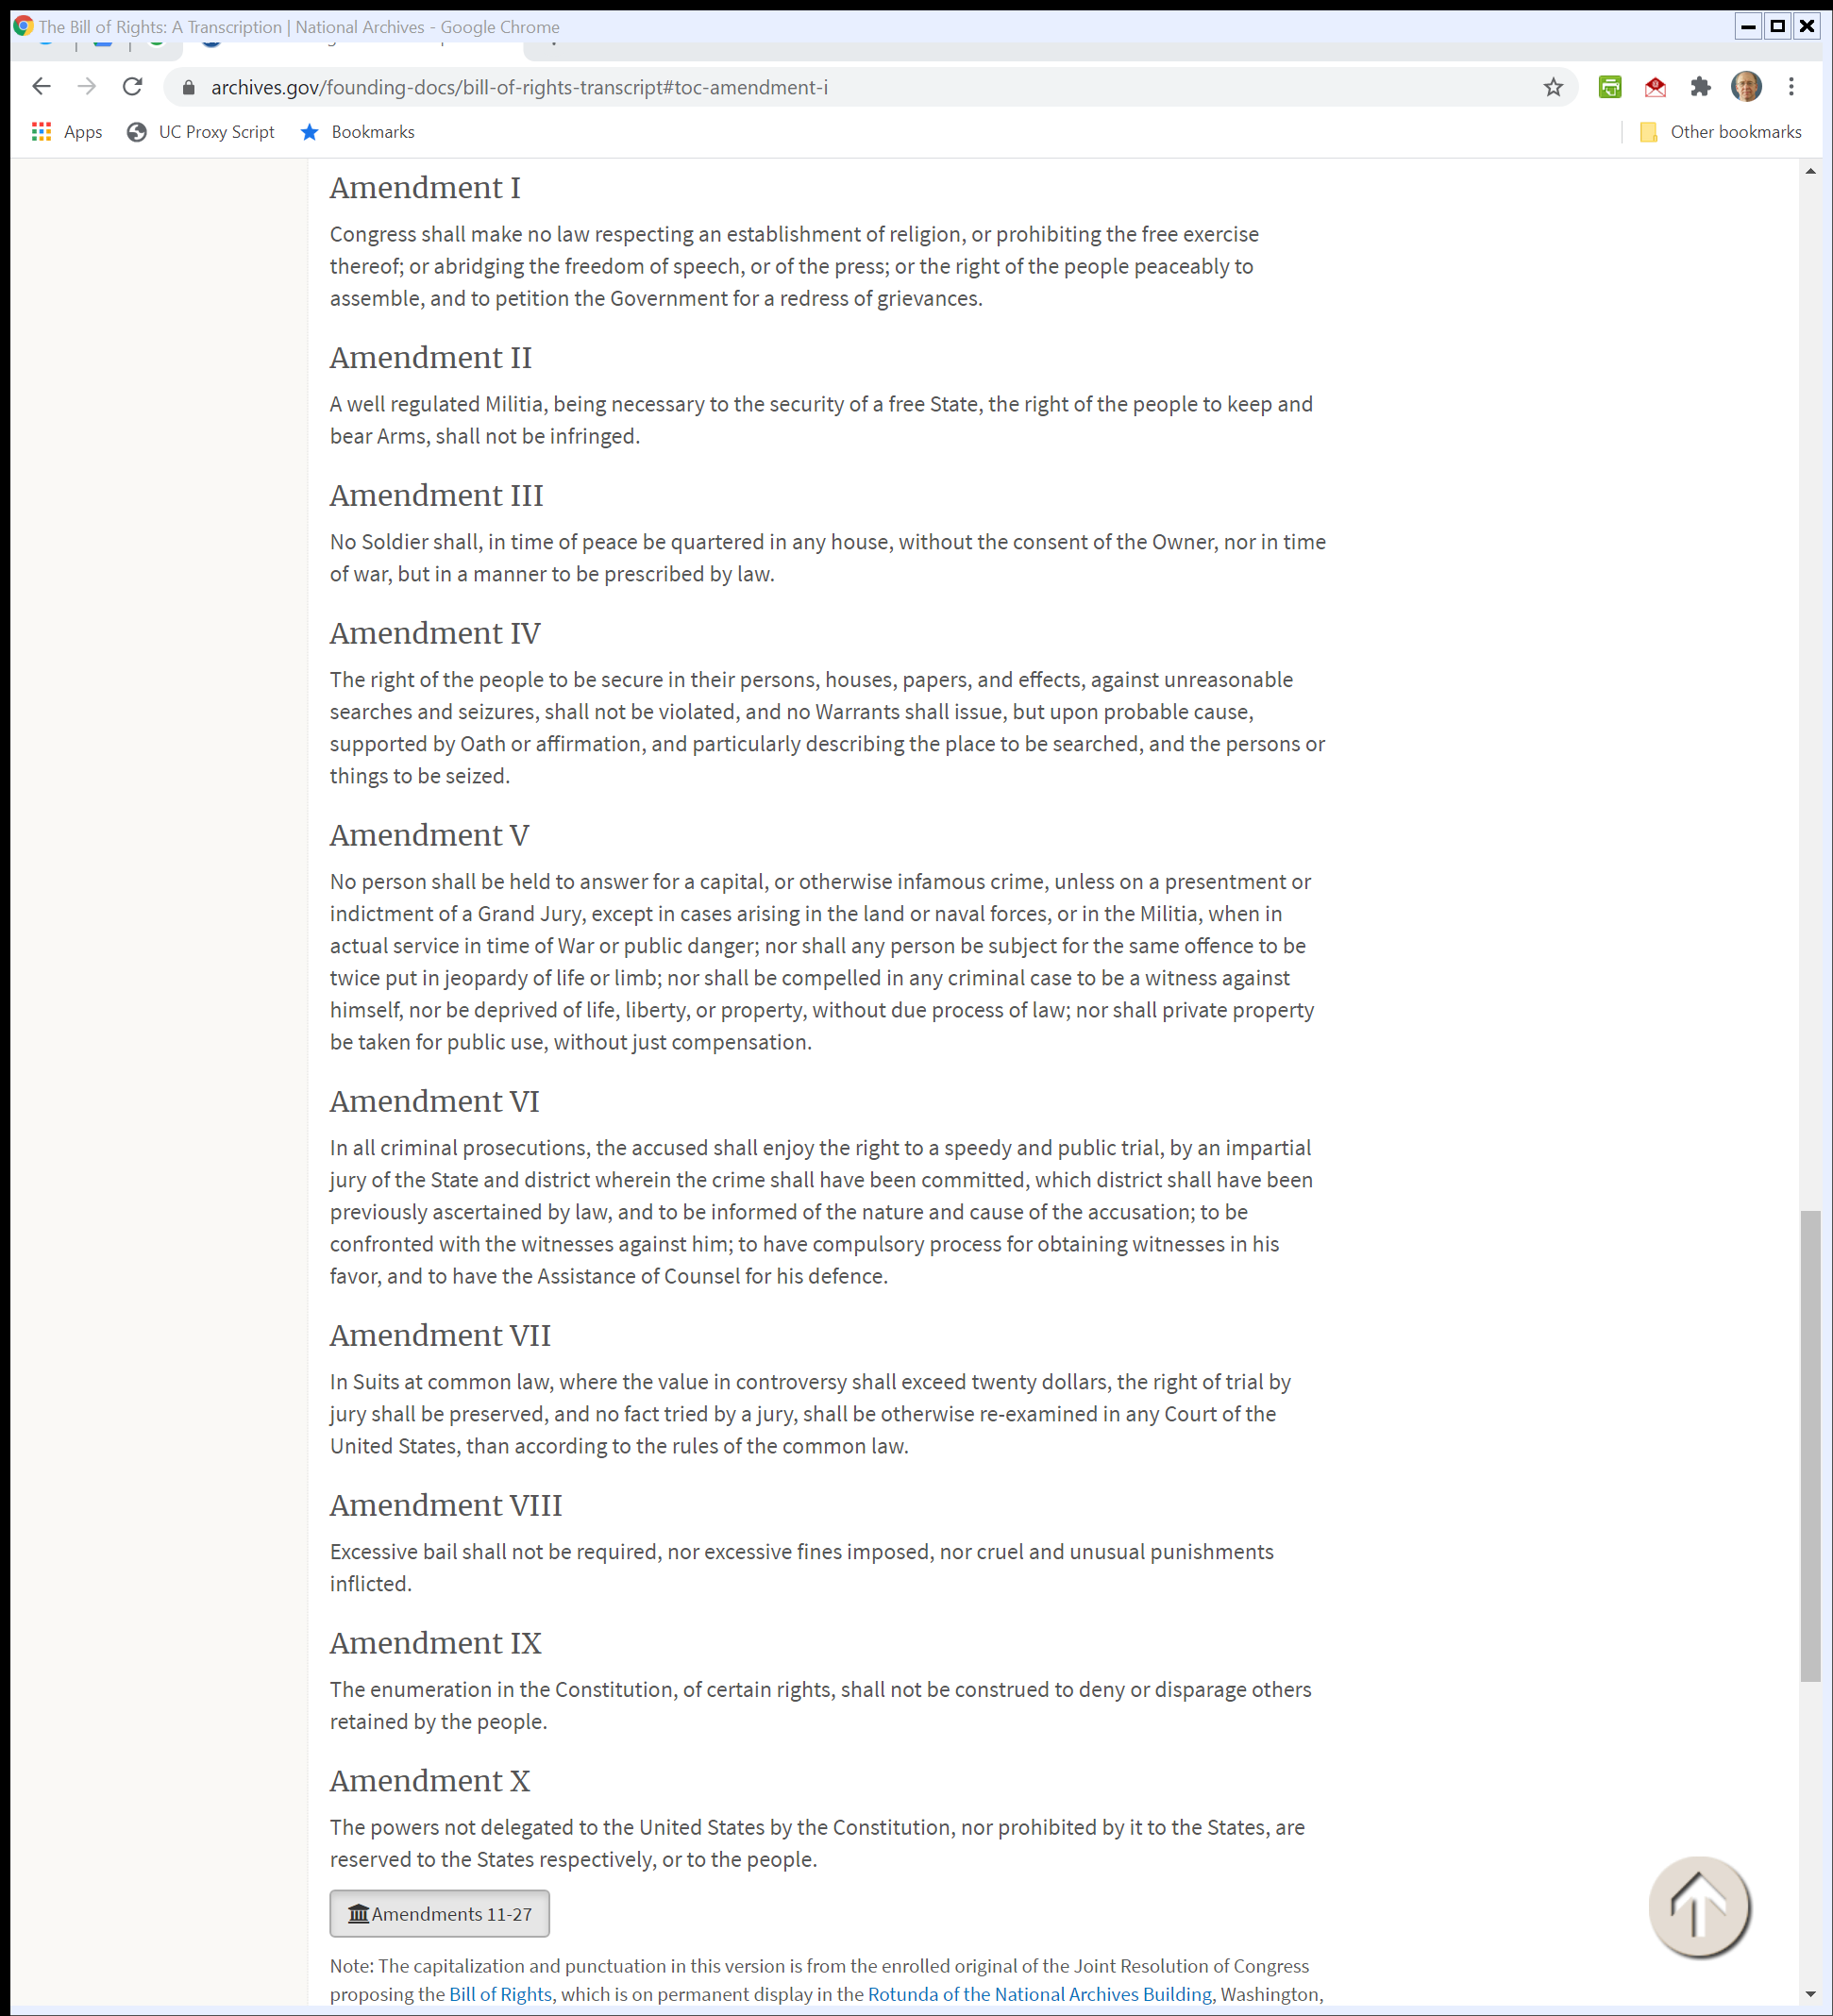 The Bill of Rights: A Transcription | National Archives - Google Chrome
archives.gov/founding-docs/bill-of-rights-transcript#toc-amendment-i
Apps UC Proxy Script Bookmarks Other bookmarks
Amendment I
Congress shall make no law respecting an establishment of religion, or prohibiting the free exercise
thereof; or abridging the freedom of speech, or of the press; or the right of the people peaceably to
assemble, and to petition the Government for a redress of grievances.
Amendment II
A well regulated Militia, being necessary to the security of a free State, the right of the people to keep and
bear Arms, shall not be infringed.
Amendment III
No Soldier shall, in time of peace be quartered in any house, without the consent of the Owner, nor in time
of war, but in a manner to be prescribed by law.
Amendment IV
The right of the people to be secure in their persons, houses, papers, and effects, against unreasonable
searches and seizures, shall not be violated, and no Warrants shall issue, but upon probable cause,
supported by Oath or affirmation, and particularly describing the place to be searched, and the persons or
things to be seized.
Amendment V
No person shall be held to answer for a capital, or otherwise infamous crime, unless on a presentment or
indictment of a Grand Jury, except in cases arising in the land or naval forces, or in the Militia, when in
actual service in time of War or public danger; nor shall any person be subject for the same offence to be
twice put in jeopardy of life or limb; nor shall be compelled in any criminal case to be a witness against
himself, nor be deprived of life, liberty, or property, without due process of law; nor shall private property
be taken for public use, without just compensation.
Amendment VI
In all criminal prosecutions, the accused shall enjoy the right to a speedy and public trial, by an impartial
jury of the State and district wherein the crime shall have been committed, which district shall have been
previously ascertained by law, and to be informed of the nature and cause of the accusation; to be
confronted with the witnesses against him; to have compulsory process for obtaining witnesses in his
favor, and to have the Assistance of Counsel for his defence.
Amendment VII
In Suits at common law, where the value in controversy shall exceed twenty dollars, the right of trial by
jury shall be preserved, and no fact tried by a jury, shall be otherwise re-examined in any Court of the
United States, than according to the rules of the common law.
Amendment VIII
Excessive bail shall not be required, nor excessive fines imposed, nor cruel and unusual punishments
inflicted.
Amendment IX
The enumeration in the Constitution, of certain rights, shall not be construed to deny or disparage others
retained by the people.
Amendment X
The powers not delegated to the United States by the Constitution, nor prohibited by it to the States, are
reserved to the States respectively, or to the people.
Amendments 11-27
Note: The capitalization and punctuation in this version is from the enrolled original of the Joint Resolution of Congress
proposing the Bill of Rights, which is on permanent display in the Rotunda of the National Archives Building, Washington,